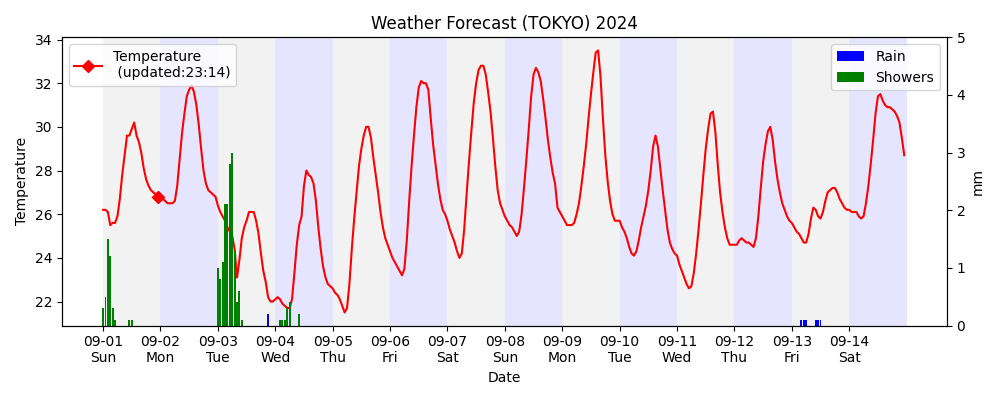 Weather Forecast (TOKYO) 2024
Temperature
(updated:23:14)
Rain
Showers
34
32
30
28
26
24
22
Temperature
5
4
3
2
1
0
mm
09-01 09-02 09-03 09-04 09-05 09-06 09-07 09-08 09-09 09-10 09-11 09-12 09-13 09-14
Sun Mon Tue Wed Thu Fri Sat Sun Mon Tue Wed Thu Fri Sat
Date